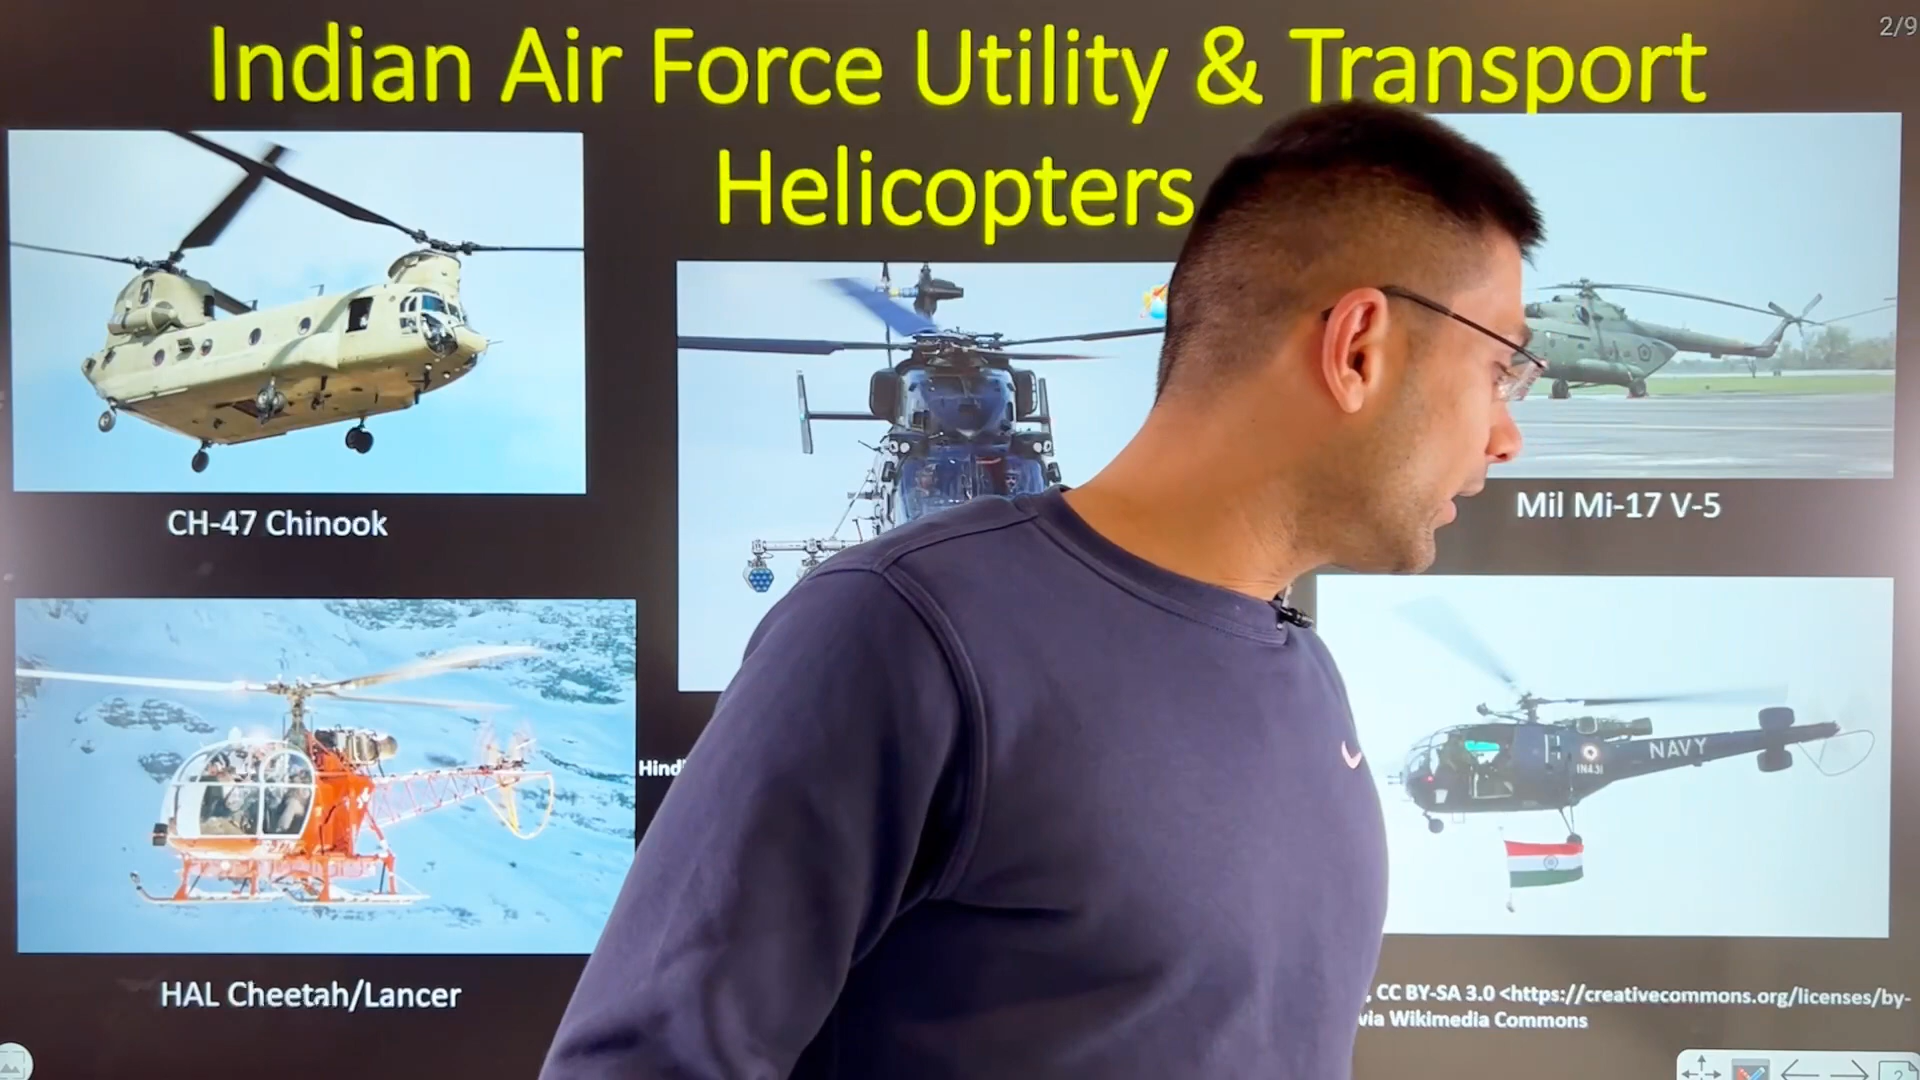 2/9
Indian Air Force Utility & Transport
Helicopters
CH-47 Chinook
Mil Mi-17 V-5
NAVY
IN431
HAL Cheetah/Lancer
, CC BY-SA 3.0 <https://creativecommons.org/licenses/by-
via Wikimedia Commons